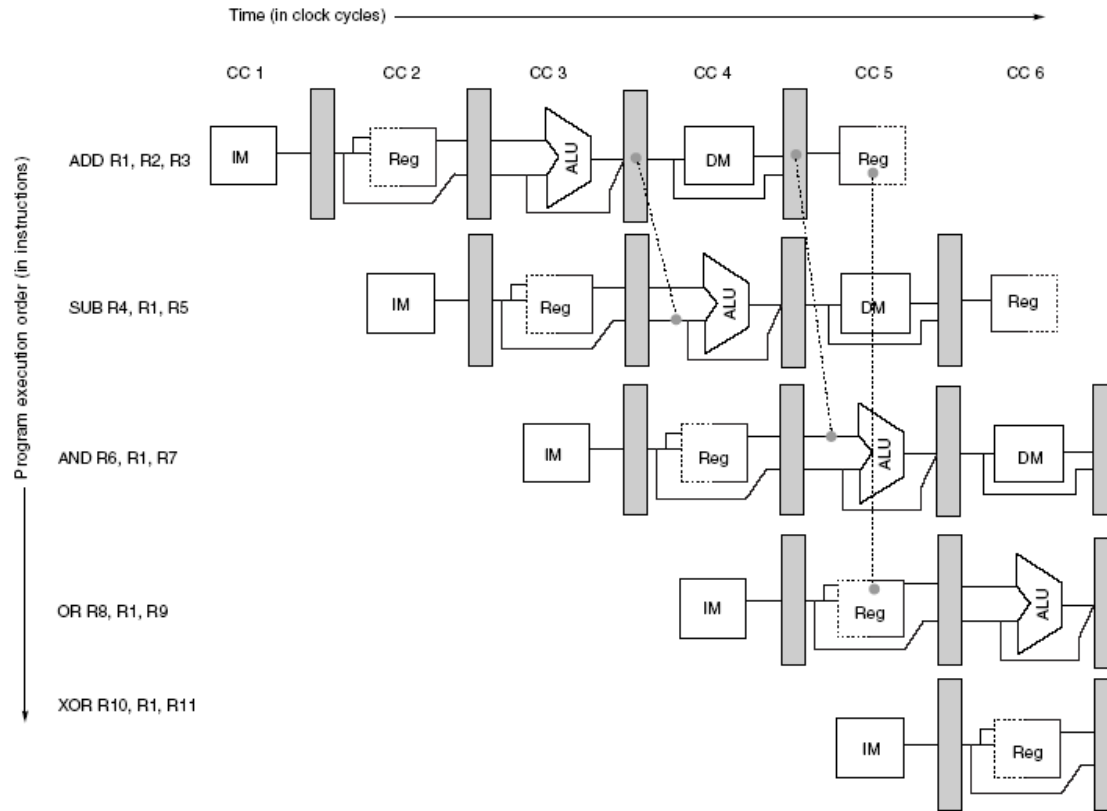 Time (in clock cycles)
CC 1 CC 2 CC 3 CC 4 CC 5 CC 6
Program execution order (in instructions)
ADD R1, R2, R3
IM Reg ALU DM Reg
SUB R4, R1, R5
IM Reg ALU DM Reg
AND R6, R1, R7
IM Reg ALU DM
OR R8, R1, R9
IM Reg ALU
XOR R10, R1, R11
IM Reg